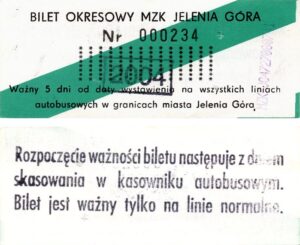 BILET OKRESOWY MZK JELENIA GÓRA
Nr 000234
2004
Ważny 5 dni od daty wystawienia na wszystkich liniach
autobusowych w granicach miasta Jelenia Góra.
Rozpoczęcie ważności biletu następuje z dniem
skasowania w kasowniku autobusowym.
Bilet jest ważny tylko na linie normalne.